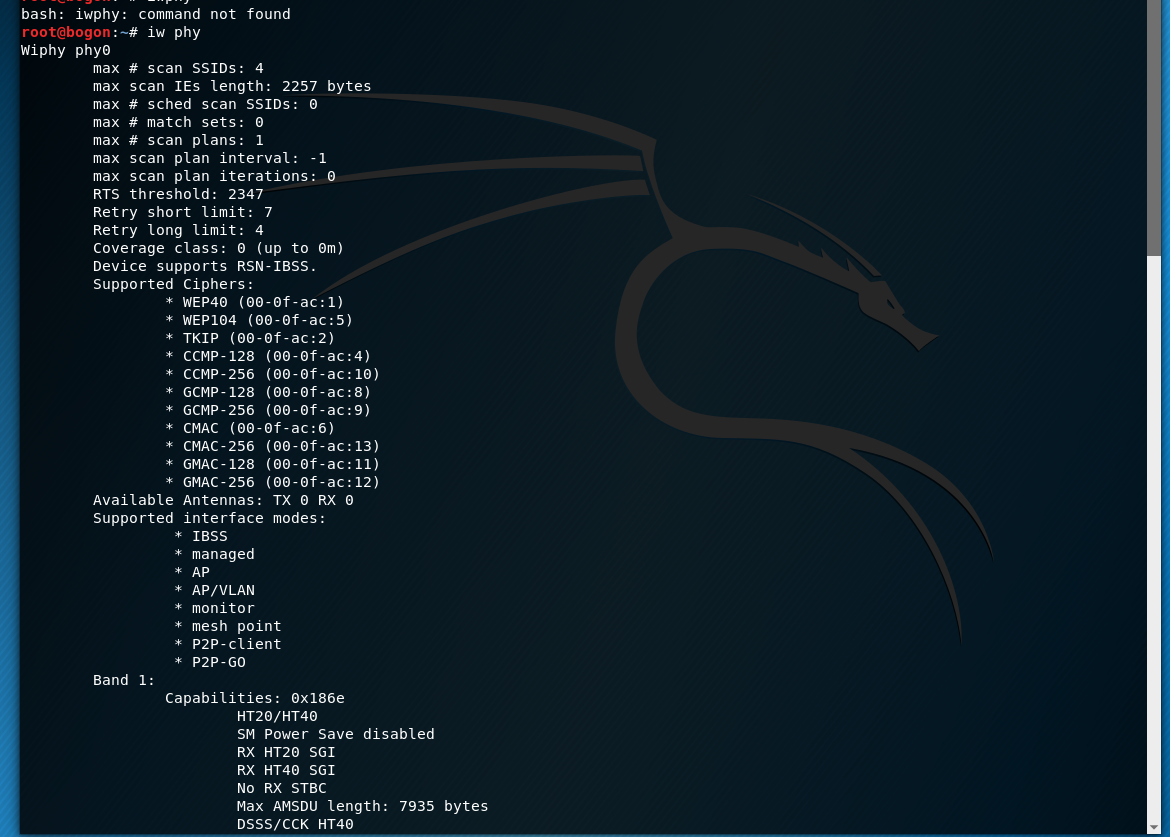 bash: iwphy: command not found
root@bogon:~# iw phy
Wiphy phy0
max # scan SSIDs: 4
max scan IEs length: 2257 bytes
max # sched scan SSIDs: 0
max # match sets: 0
max # scan plans: 1
max scan plan interval: -1
max scan plan iterations: 0
RTS threshold: 2347
Retry short limit: 7
Retry long limit: 4
Coverage class: 0 (up to 0m)
Device supports RSN-IBSS.
Supported Ciphers:
* WEP40 (00-0f-ac:1)
* WEP104 (00-0f-ac:5)
* TKIP (00-0f-ac:2)
* CCMP-128 (00-0f-ac:4)
* CCMP-256 (00-0f-ac:10)
* GCMP-128 (00-0f-ac:8)
* GCMP-256 (00-0f-ac:9)
* CMAC (00-0f-ac:6)
* CMAC-256 (00-0f-ac:13)
* GMAC-128 (00-0f-ac:11)
* GMAC-256 (00-0f-ac:12)
Available Antennas: TX 0 RX 0
Supported interface modes:
* IBSS
* managed
* AP
* AP/VLAN
* monitor
* mesh point
* P2P-client
* P2P-GO
Band 1:
Capabilities: 0x186e
HT20/HT40
SM Power Save disabled
RX HT20 SGI
RX HT40 SGI
No RX STBC
Max AMSDU length: 7935 bytes
DSSS/CCK HT40